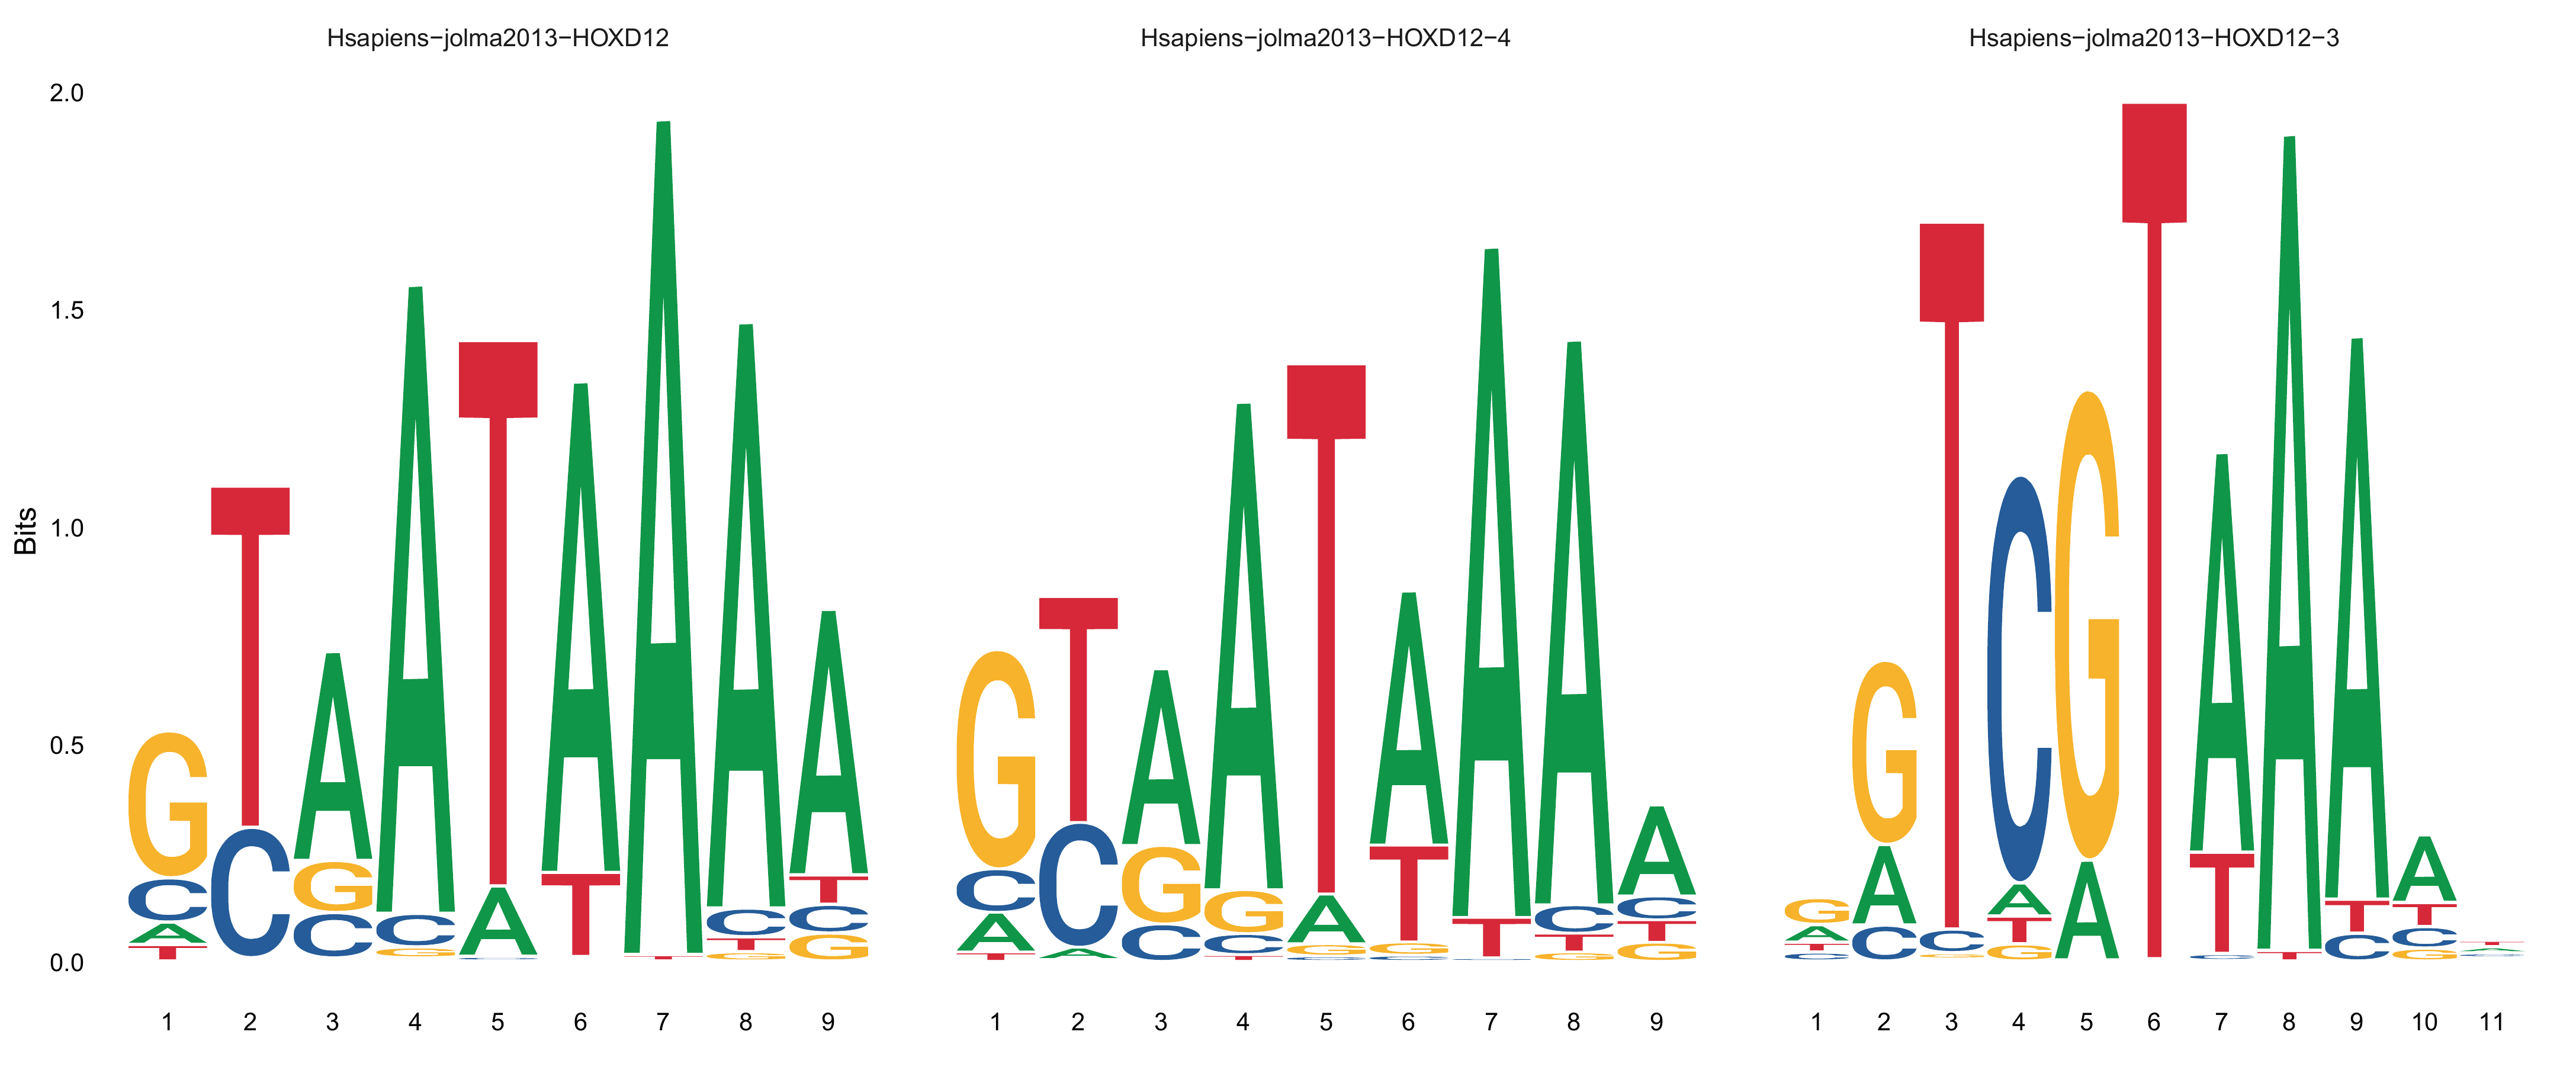 Hsapiens−jolma2013−HOXD12 Hsapiens−jolma2013−HOXD12−4 Hsapiens−jolma2013−HOXD12−3
2.0
1.5
1.0
0.5
0.0
Bits
G T A A T A A A A
C C G C A T T C T
A C G C T C
T G G
G T A A T A A A A
C C G G A T T C C
A A C C G G T T
T T C C G G
G G T C G T A A A A T
A A C A A T T T T A
T C G T C C C C
C G G
1 2 3 4 5 6 7 8 9
1 2 3 4 5 6 7 8 9
1 2 3 4 5 6 7 8 9 10 11